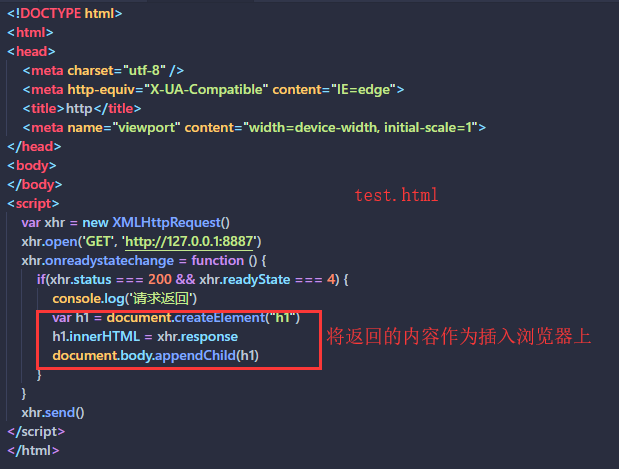 <!DOCTYPE html>
<html>
<head>
<meta charset="utf-8" />
<meta http-equiv="X-UA-Compatible" content="IE=edge">
<title>http</title>
<meta name="viewport" content="width=device-width, initial-scale=1">
</head>
<body>
</body>
test.html
<script>
var xhr = new XMLHttpRequest()
xhr.open('GET', 'http://127.0.0.1:8887')
xhr.onreadystatechange = function () {
if(xhr.status === 200 && xhr.readyState === 4) {
console.log('请求返回')
var h1 = document.createElement("h1")
h1.innerHTML = xhr.response
将返回的内容作为插入浏览器上
document.body.appendChild(h1)
}
}
xhr.send()
</script>
</html>